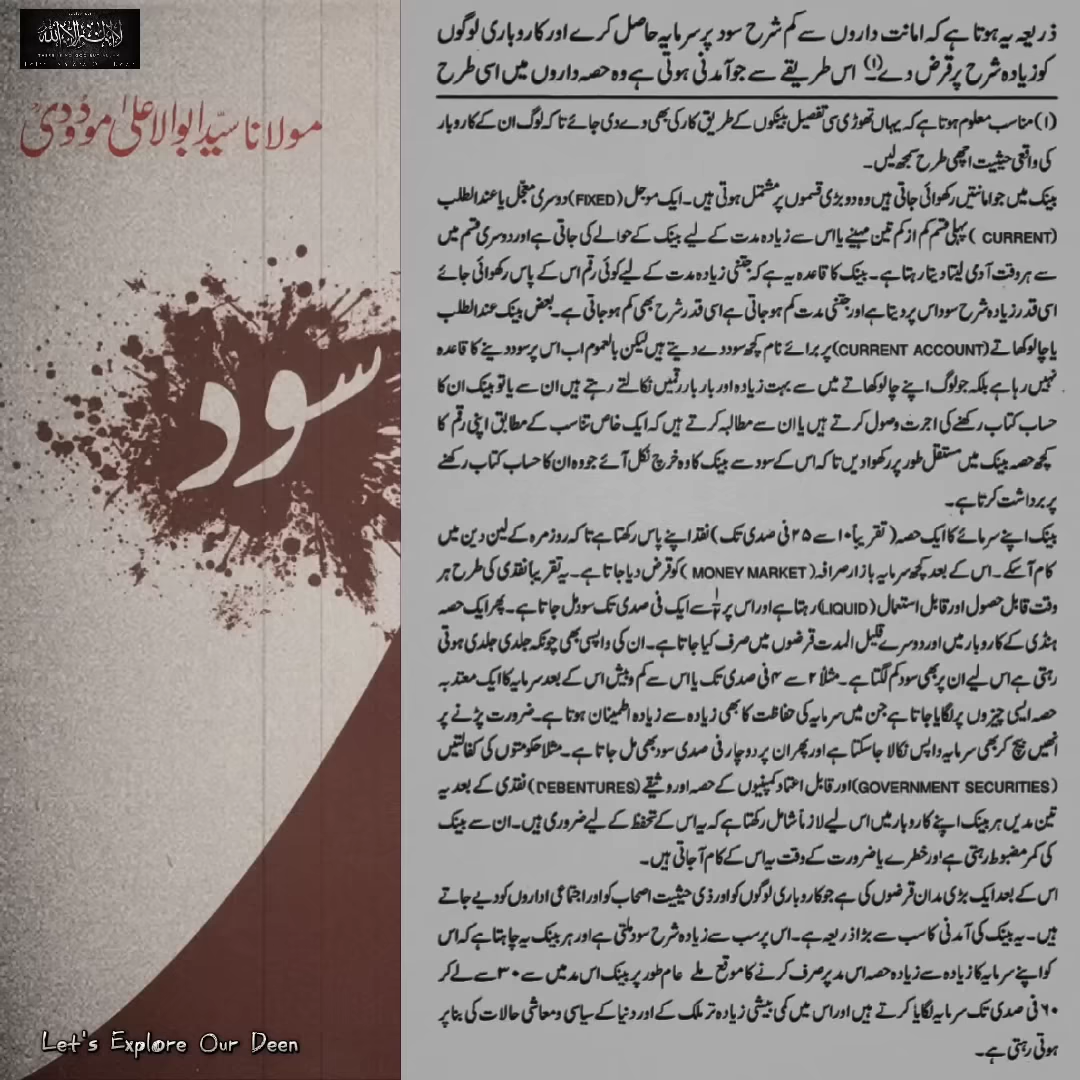 لا إله إلا الله
مولانا سیّد ابوالاعلیٰ مودودیؒ
سود
Let's Explore Our Deen
ذریعہ یہ ہوتا ہے کہ امانت داروں سے کم شرح سود پر سرمایہ حاصل کرے اور کاروباری لوگوں
کو زیادہ شرح پر قرض دے۔(۱) اس طریقے سے جو آمدنی ہوتی ہے وہ حصہ داروں میں اسی طرح
(۱) مناسب معلوم ہوتا ہے کہ یہاں تھوڑی سی تفصیل بینکوں کے طریق کار کی بھی دے دی جائے تاکہ لوگ ان کے کاروبار
کی واقعی حیثیت اچھی طرح سمجھ لیں۔
بینک میں جو امانتیں رکھوائی جاتی ہیں وہ دو بڑی قسموں پر مشتمل ہوتی ہیں۔ ایک موجل (FIXED) دوسری معجّل یا عند الطلب
(CURRENT ) پہلی قسم کم از کم تین مہینے یا اس سے زیادہ مدت کے لیے بینک کے حوالے کی جاتی ہے اور دوسری قسم میں
سے ہر وقت آدمی لیتا دیتا رہتا ہے۔ بینک کا قاعدہ یہ ہے کہ جتنی زیادہ مدت کے لیے کوئی رقم اس کے پاس رکھوائی جائے
اسی قدر زیادہ شرح سود اس پر دیتا ہے اور جتنی مدت کم ہو جاتی ہے اسی قدر شرح بھی کم ہو جاتی ہے۔ بعض بینک عند الطلب
یا چالو کھاتے (CURRENT ACCOUNT) پر برائے نام کچھ سود دے دیتے ہیں لیکن بالعموم اب اس پر سود دینے کا قاعدہ
نہیں رہا ہے بلکہ جو لوگ اپنے چالو کھاتے میں سے بہت زیادہ اور بار بار رقمیں نکالتے رہتے ہیں ان سے یا تو بینک ان کا
حساب کتاب رکھنے کی اجرت وصول کرتے ہیں یا ان سے مطالبہ کرتے ہیں کہ ایک خاص تناسب کے مطابق اپنی رقم کا
کچھ حصہ بینک میں مستقل طور پر رکھوا دیں تاکہ اس کے سود سے بینک کا وہ خرچ نکل آئے جو وہ ان کا حساب کتاب رکھنے
پر برداشت کرتا ہے۔
بینک اپنے سرمائے کا ایک حصہ ( تقریباً ۱۰ سے ۲۵ فی صدی تک) نقد اپنے پاس رکھتا ہے تاکہ روز مرہ کے لین دین میں
کام آ سکے۔ اس کے بعد کچھ سرمایہ بازار صرافہ ( MONEY MARKET ) کو قرض دیا جاتا ہے۔ یہ تقریباً نقدی کی طرح ہر
وقت قابل حصول اور قابل استعمال (LIQUID) رہتا ہے اور اس پر سے ایک فی صدی تک سود مل جاتا ہے۔ پھر ایک حصہ
ہنڈی کے کاروبار میں اور دوسرے قلیل المدت قرضوں میں صرف کیا جاتا ہے۔ ان کی واپسی بھی چونکہ جلدی جلدی ہوتی
رہتی ہے اس لیے ان پر بھی سود کم لگتا ہے۔ مثلاً ۲ سے ۴ فی صدی تک یا اس سے کم و بیش اس کے بعد سرمایہ کا ایک معتد بہ
حصہ ایسی چیزوں پر لگایا جاتا ہے جن میں سرمایہ کی حفاظت کا بھی زیادہ سے زیادہ اطمینان ہوتا ہے۔ ضرورت پڑنے پر
انھیں بیچ کر بھی سرمایہ واپس نکالا جا سکتا ہے اور پھر ان پر دو چار فی صدی سود بھی مل جاتا ہے۔ مثلاً حکومتوں کی کفالتیں
(GOVERNMENT SECURITIES) اور قابل اعتماد کمپنیوں کے حصہ اور وثیقے (DEBENTURES) نقدی کے بعد یہ
تین مدیں ہر بینک اپنے کاروبار میں اس لیے لازماً شامل رکھتا ہے کہ یہ اس کے تحفظ کے لیے ضروری ہیں۔ ان سے بینک
کی کمر مضبوط رہتی ہے اور خطرے یا ضرورت کے وقت یہ اس کے کام آ جاتی ہیں۔
اس کے بعد ایک بڑی مد ان قرضوں کی ہے جو کاروباری لوگوں کو اور ذی حیثیت اصحاب کو اور اجتماعی اداروں کو دیے جاتے
ہیں۔ یہ بینک کی آمدنی کا سب سے بڑا ذریعہ ہے۔ اس پر سب سے زیادہ شرح سود ملتی ہے اور ہر بینک یہ چاہتا ہے کہ اس
کو اپنے سرمایہ کا زیادہ سے زیادہ حصہ اس مد پر صرف کرنے کا موقع ملے عام طور پر بینک اس مد میں سے ۳۰ سے لے کر
۶۰ فی صدی تک سرمایہ لگایا کرتے ہیں اور اس میں کمی بیشی زیادہ تر ملک کے اور دنیا کے سیاسی و معاشی حالات کی بنا پر
ہوتی رہتی ہے۔